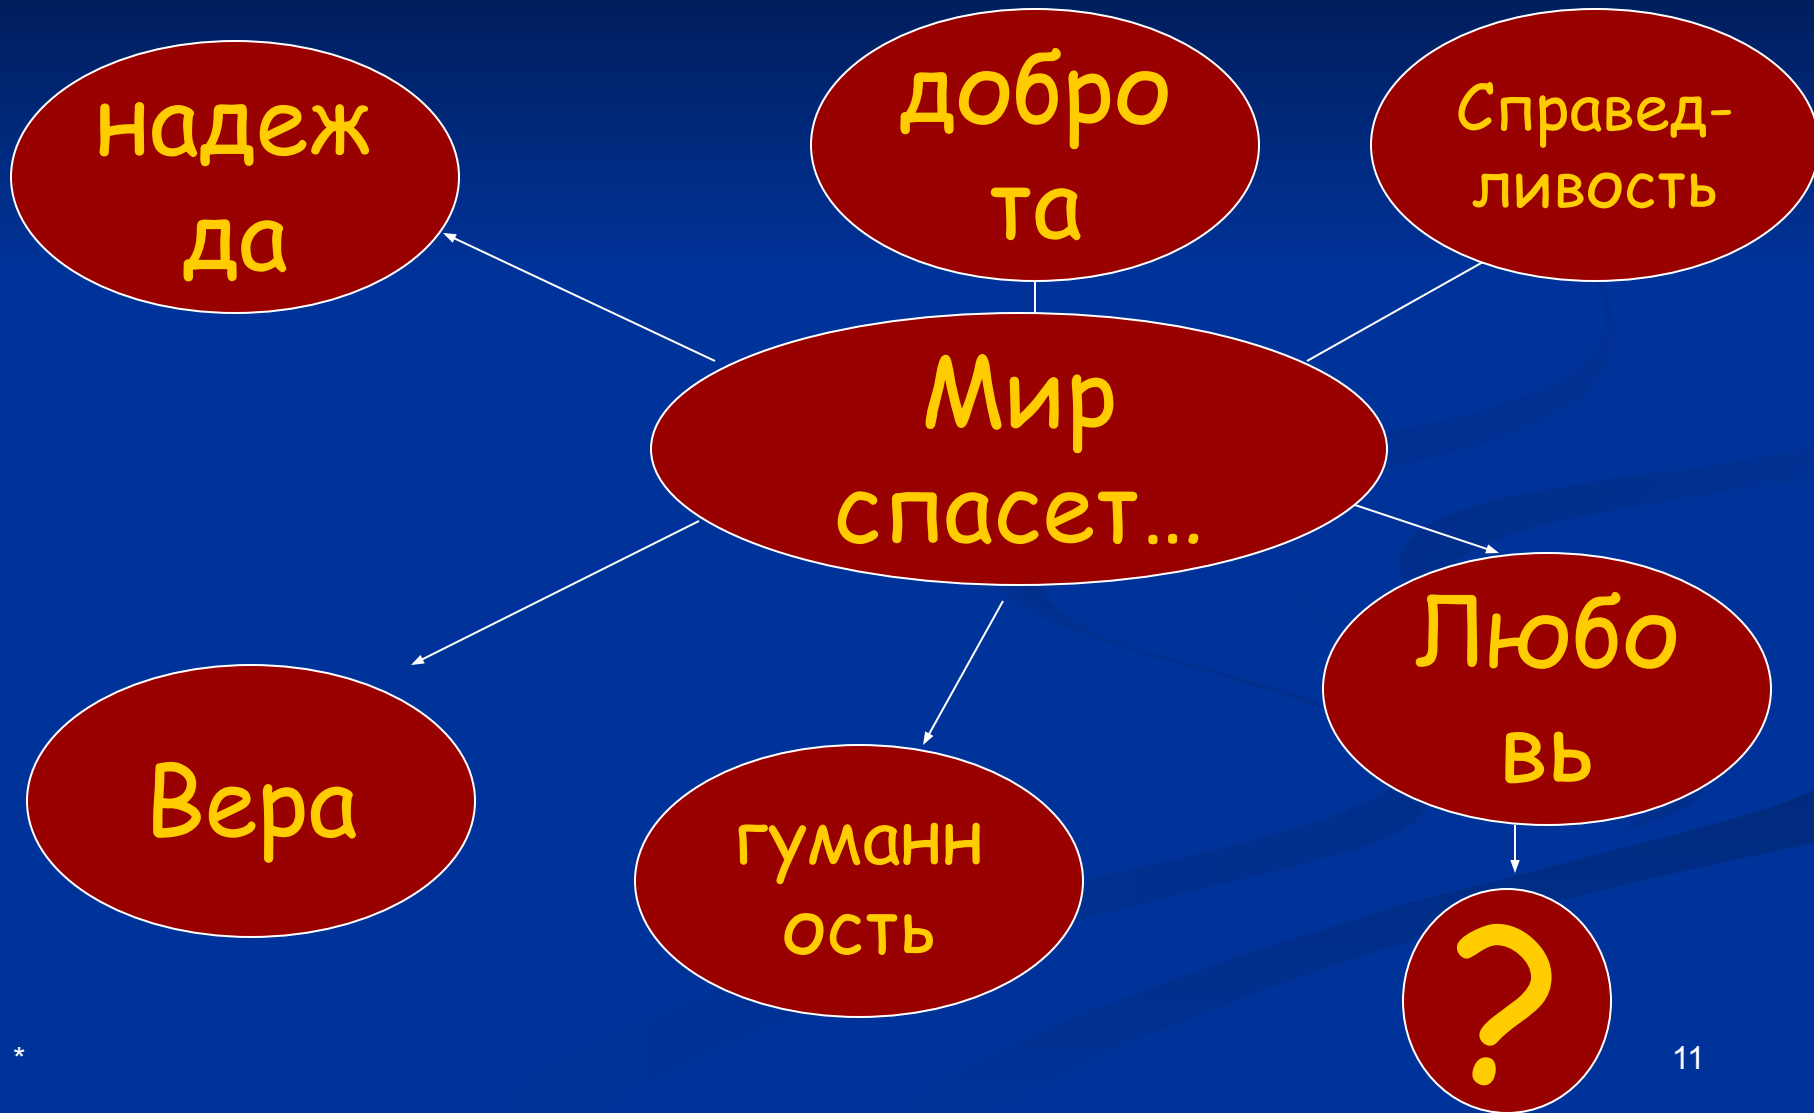 надеж
да
добро
та
Справед-
ливость
Мир
спасет…
Любо
вь
Вера
гуманн
ость
?
*
11